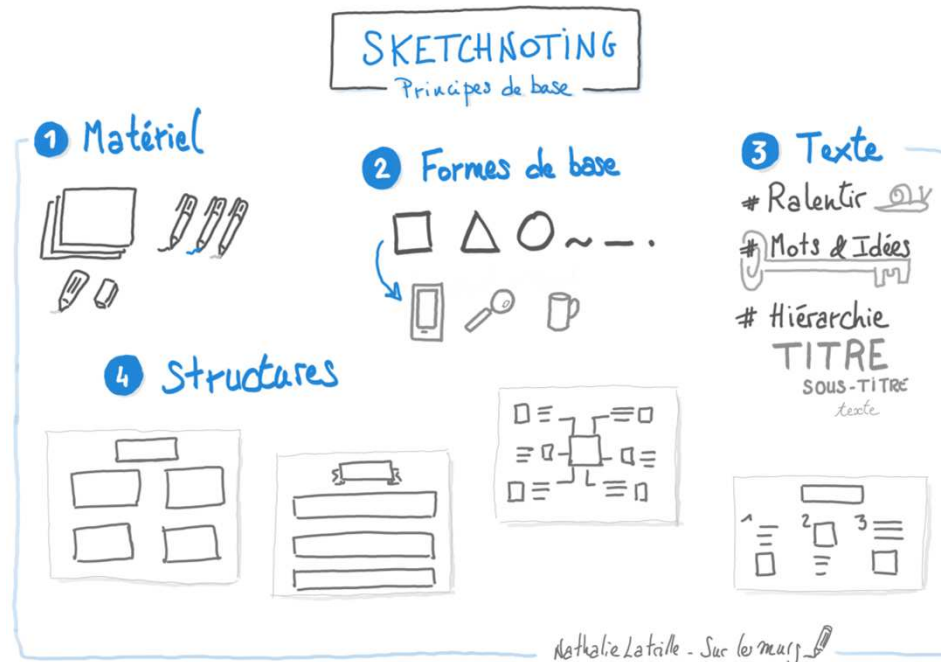 SKETCHNOTING
Principes de base
1 Matériel
2 Formes de base
3 Texte
# Ralentir
# Mots & Idées
# Hiérarchie
TITRE
SOUS-TITRE
texte
4 Structures
1 2 3
Nathalie Latrille - Sur les murs